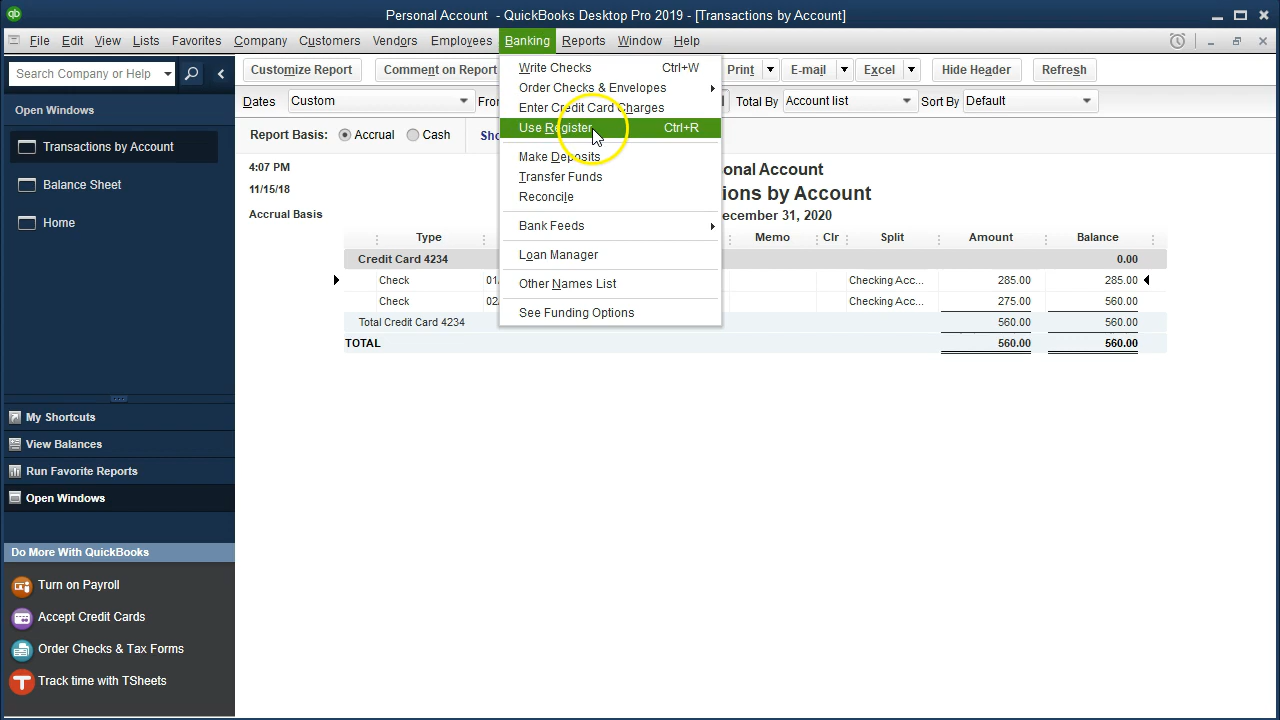 Personal Account - QuickBooks Desktop Pro 2019 - [Transactions by Account]
File Edit View Lists Favorites Company Customers Vendors Employees Banking Reports Window Help
Search Company or Help
Customize Report Comment on Report Print E-mail Excel Hide Header Refresh
Dates Custom Total By Account list Sort By Default
Report Basis: Accrual Cash
Open Windows
Transactions by Account
Balance Sheet
Home
My Shortcuts
View Balances
Run Favorite Reports
Open Windows
Do More With QuickBooks
Turn on Payroll
Accept Credit Cards
Order Checks & Tax Forms
Track time with TSheets
Write Checks Ctrl+W
Order Checks & Envelopes
Enter Credit Card Charges
Use Register Ctrl+R
Make Deposits
Transfer Funds
Reconcile
Bank Feeds
Loan Manager
Other Names List
See Funding Options
4:07 PM
11/15/18
Accrual Basis
Account
by Account
31, 2020
Type Memo Clr Split Amount Balance
Credit Card 4234 0.00
Check Checking Acc... 285.00 285.00
Check Checking Acc... 275.00 560.00
Total Credit Card 4234 560.00 560.00
TOTAL 560.00 560.00